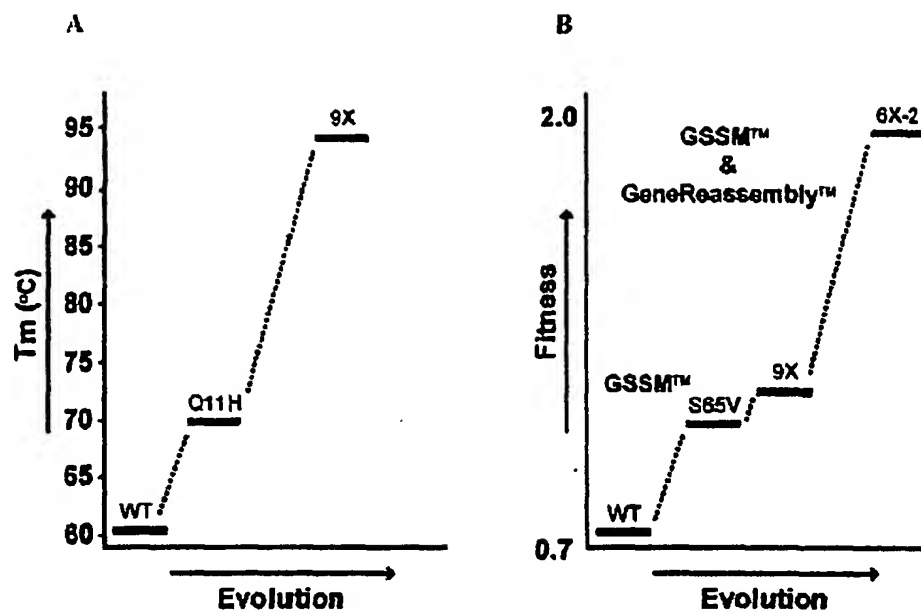 A
95
90
85
80
75
70
65
60
Tm (°C)
9X
Q11H
WT
Evolution
B
2.0
0.7
Fitness
6X-2
GSSM™
&
GeneReassembly™
GSSM™
9X
S65V
WT
Evolution